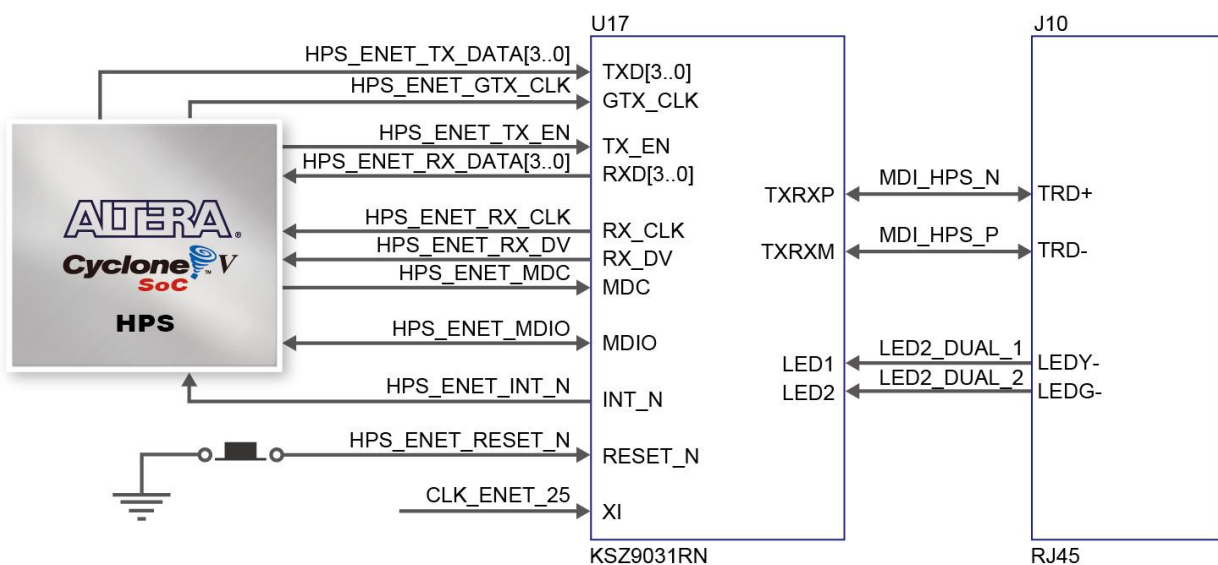 U17
J10
HPS_ENET_TX_DATA[3..0]
TXD[3..0]
HPS_ENET_GTX_CLK
GTX_CLK
HPS_ENET_TX_EN
TX_EN
HPS_ENET_RX_DATA[3..0]
RXD[3..0]
MDI_HPS_N
TXRXP
TRD+
ALTERA
HPS_ENET_RX_CLK
RX_CLK
MDI_HPS_P
TXRXM
TRD-
Cyclone V
HPS_ENET_RX_DV
RX_DV
SoC
HPS_ENET_MDC
MDC
HPS
HPS_ENET_MDIO
MDIO
LED2_DUAL_1
LED1
LEDY-
LED2_DUAL_2
LED2
LEDG-
HPS_ENET_INT_N
INT_N
HPS_ENET_RESET_N
RESET_N
CLK_ENET_25
XI
KSZ9031RN
RJ45